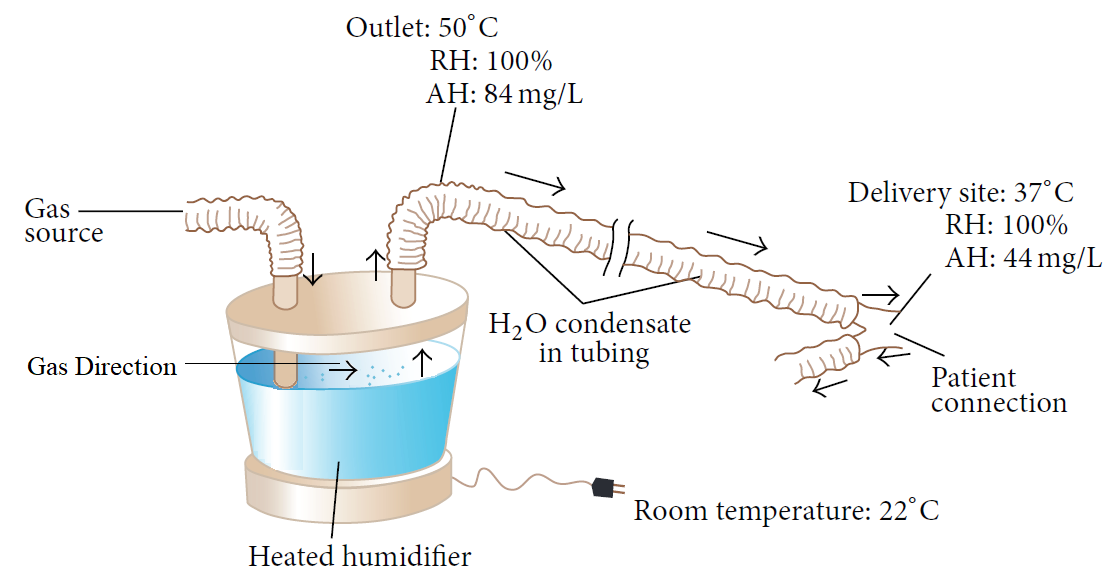 Outlet: 50°C
RH: 100%
AH: 84 mg/L
Gas
source
Delivery site: 37°C
RH: 100%
AH: 44 mg/L
H₂O condensate
in tubing
Gas Direction
Patient
connection
Room temperature: 22°C
Heated humidifier